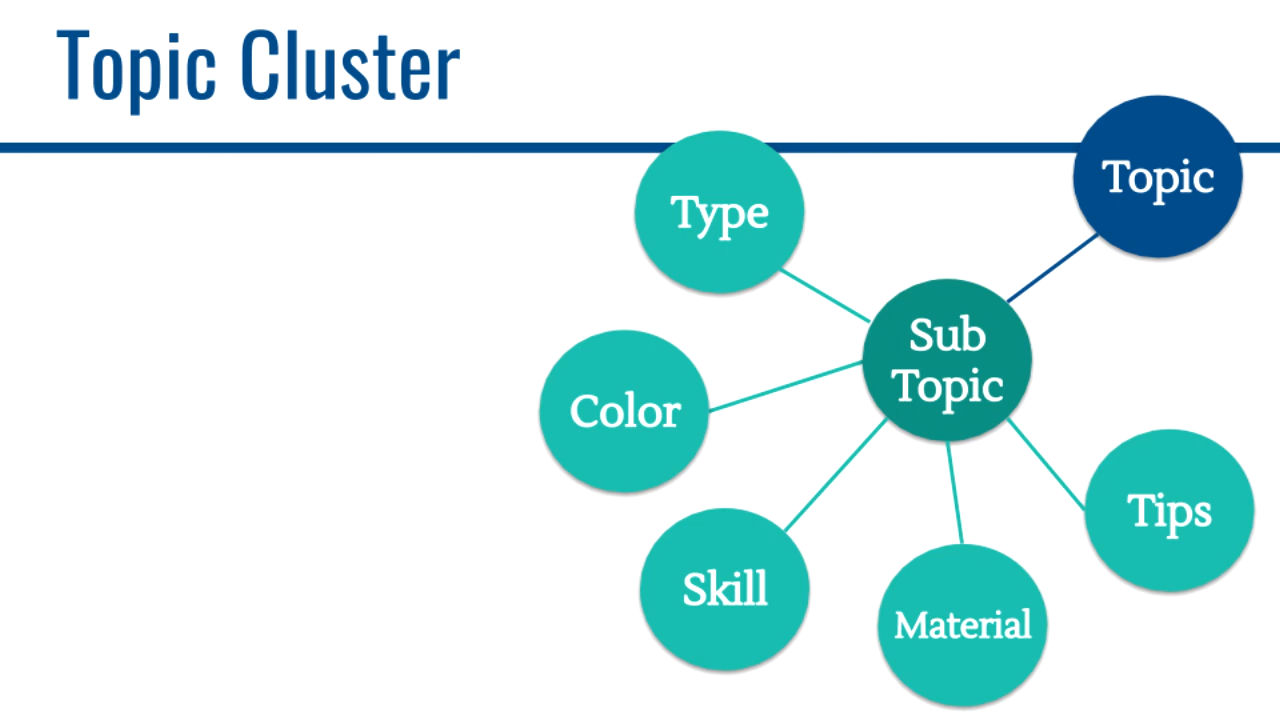 Topic Cluster
Topic
Type
Sub
Topic
Color
Tips
Skill
Material